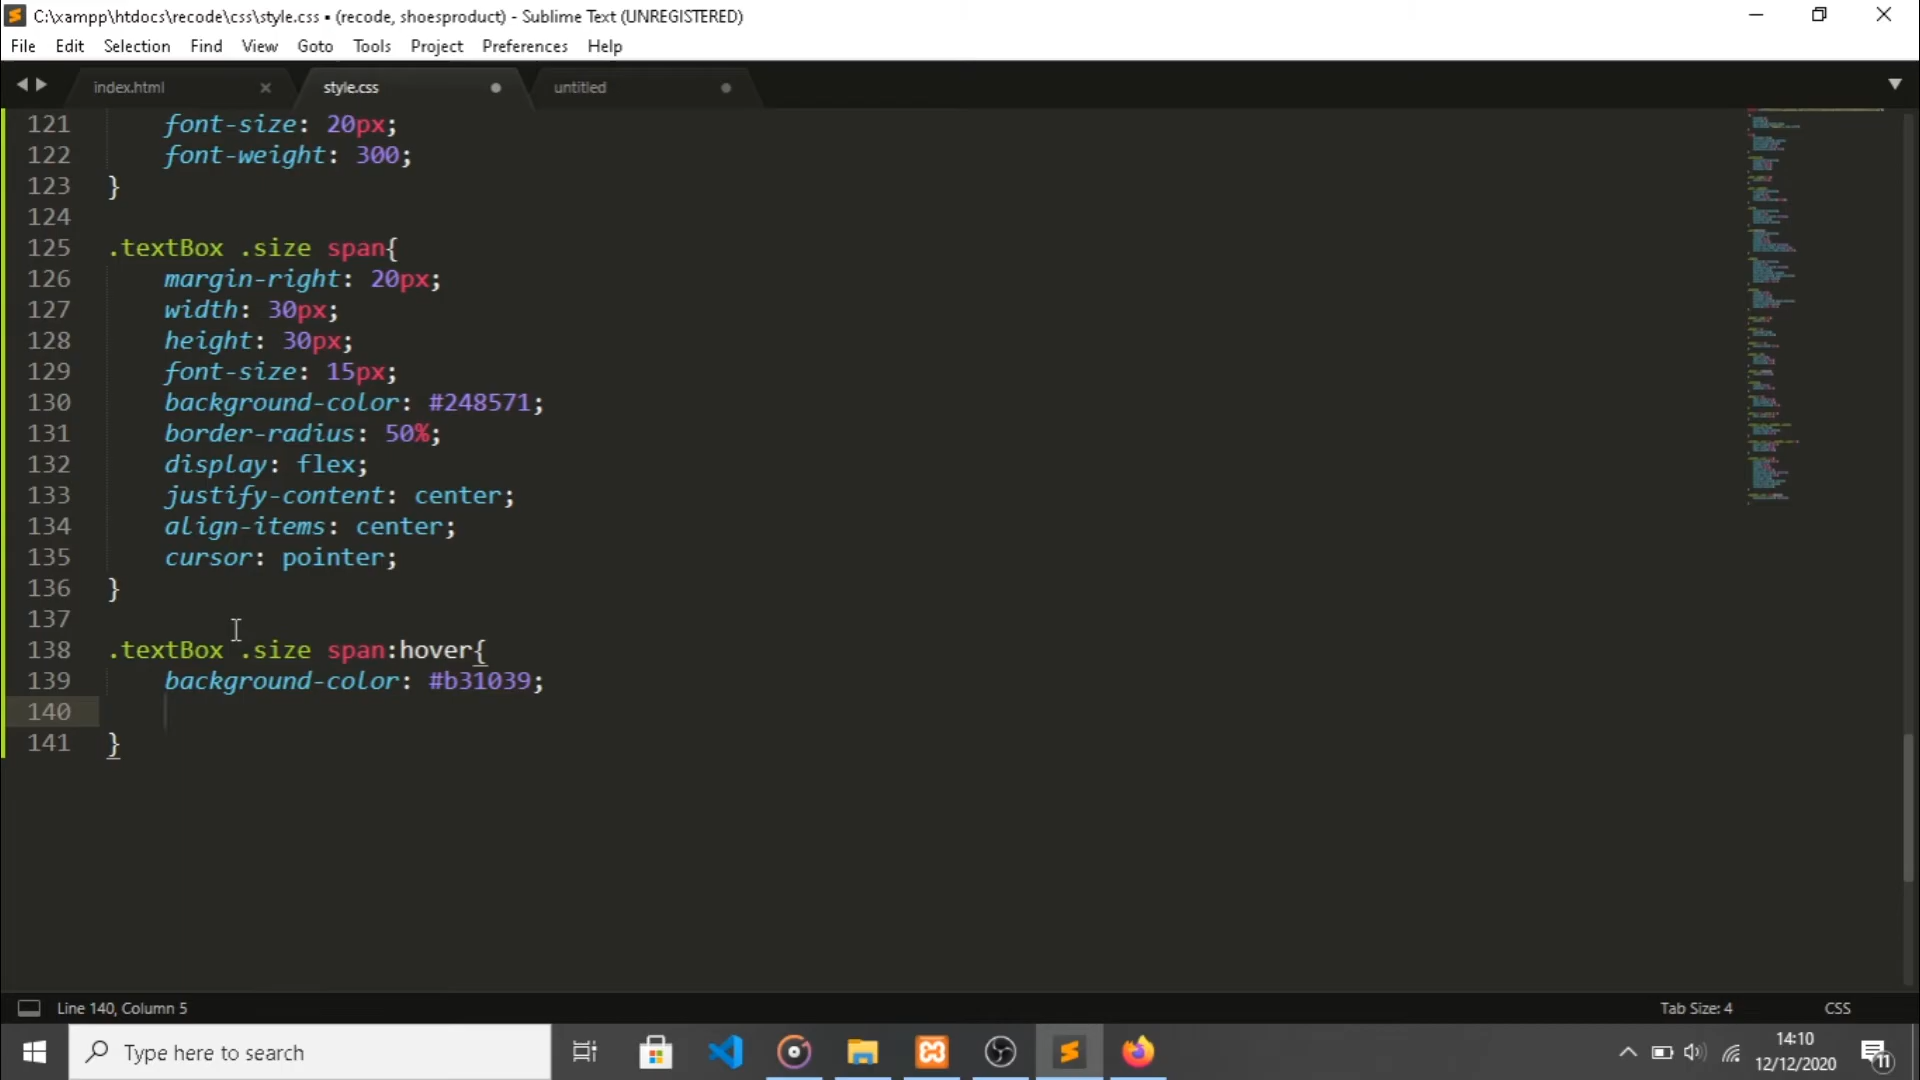 C:\xampp\htdocs\recode\css\style.css • (recode, shoesproduct) - Sublime Text (UNREGISTERED)
File Edit Selection Find View Goto Tools Project Preferences Help
index.html style.css untitled
121 font-size: 20px;
122 font-weight: 300;
123 }
124
125 .textBox .size span{
126 margin-right: 20px;
127 width: 30px;
128 height: 30px;
129 font-size: 15px;
130 background-color: #248571;
131 border-radius: 50%;
132 display: flex;
133 justify-content: center;
134 align-items: center;
135 cursor: pointer;
136 }
137
138 .textBox .size span:hover{
139 background-color: #b31039;
140
141 }
Line 140, Column 5 Tab Size: 4 CSS
Type here to search
14:10
12/12/2020
11